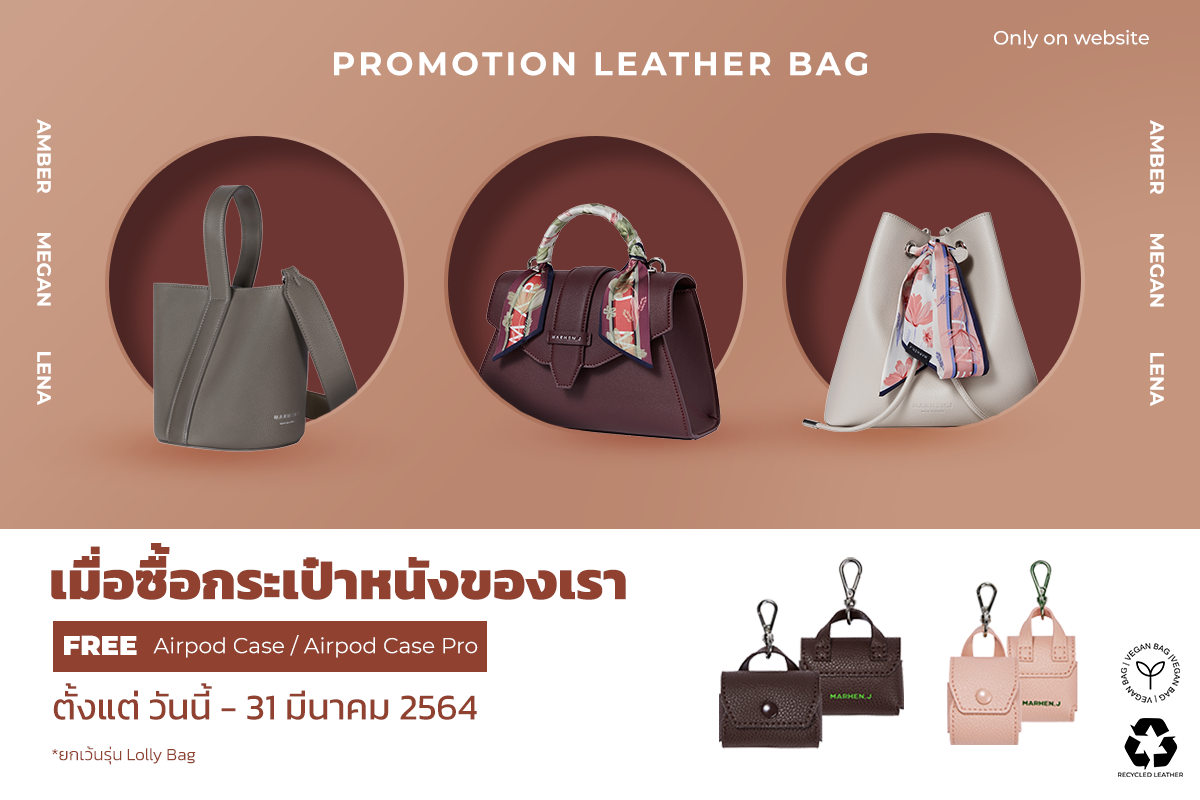 Only on website
PROMOTION LEATHER BAG
AMBER
MEGAN
LENA
AMBER
MEGAN
LENA
MARHEN.J
MARHEN.J
เมื่อซื้อกระเป๋าหนังของเรา
FREE Airpod Case / Airpod Case Pro
ตั้งแต่ วันนี้ - 31 มีนาคม 2564
*ยกเว้นรุ่น Lolly Bag
MARHEN.J
MARHEN.J
VEGAN BAG | VEGAN BAG | VEGAN BAG |
RECYCLED LEATHER